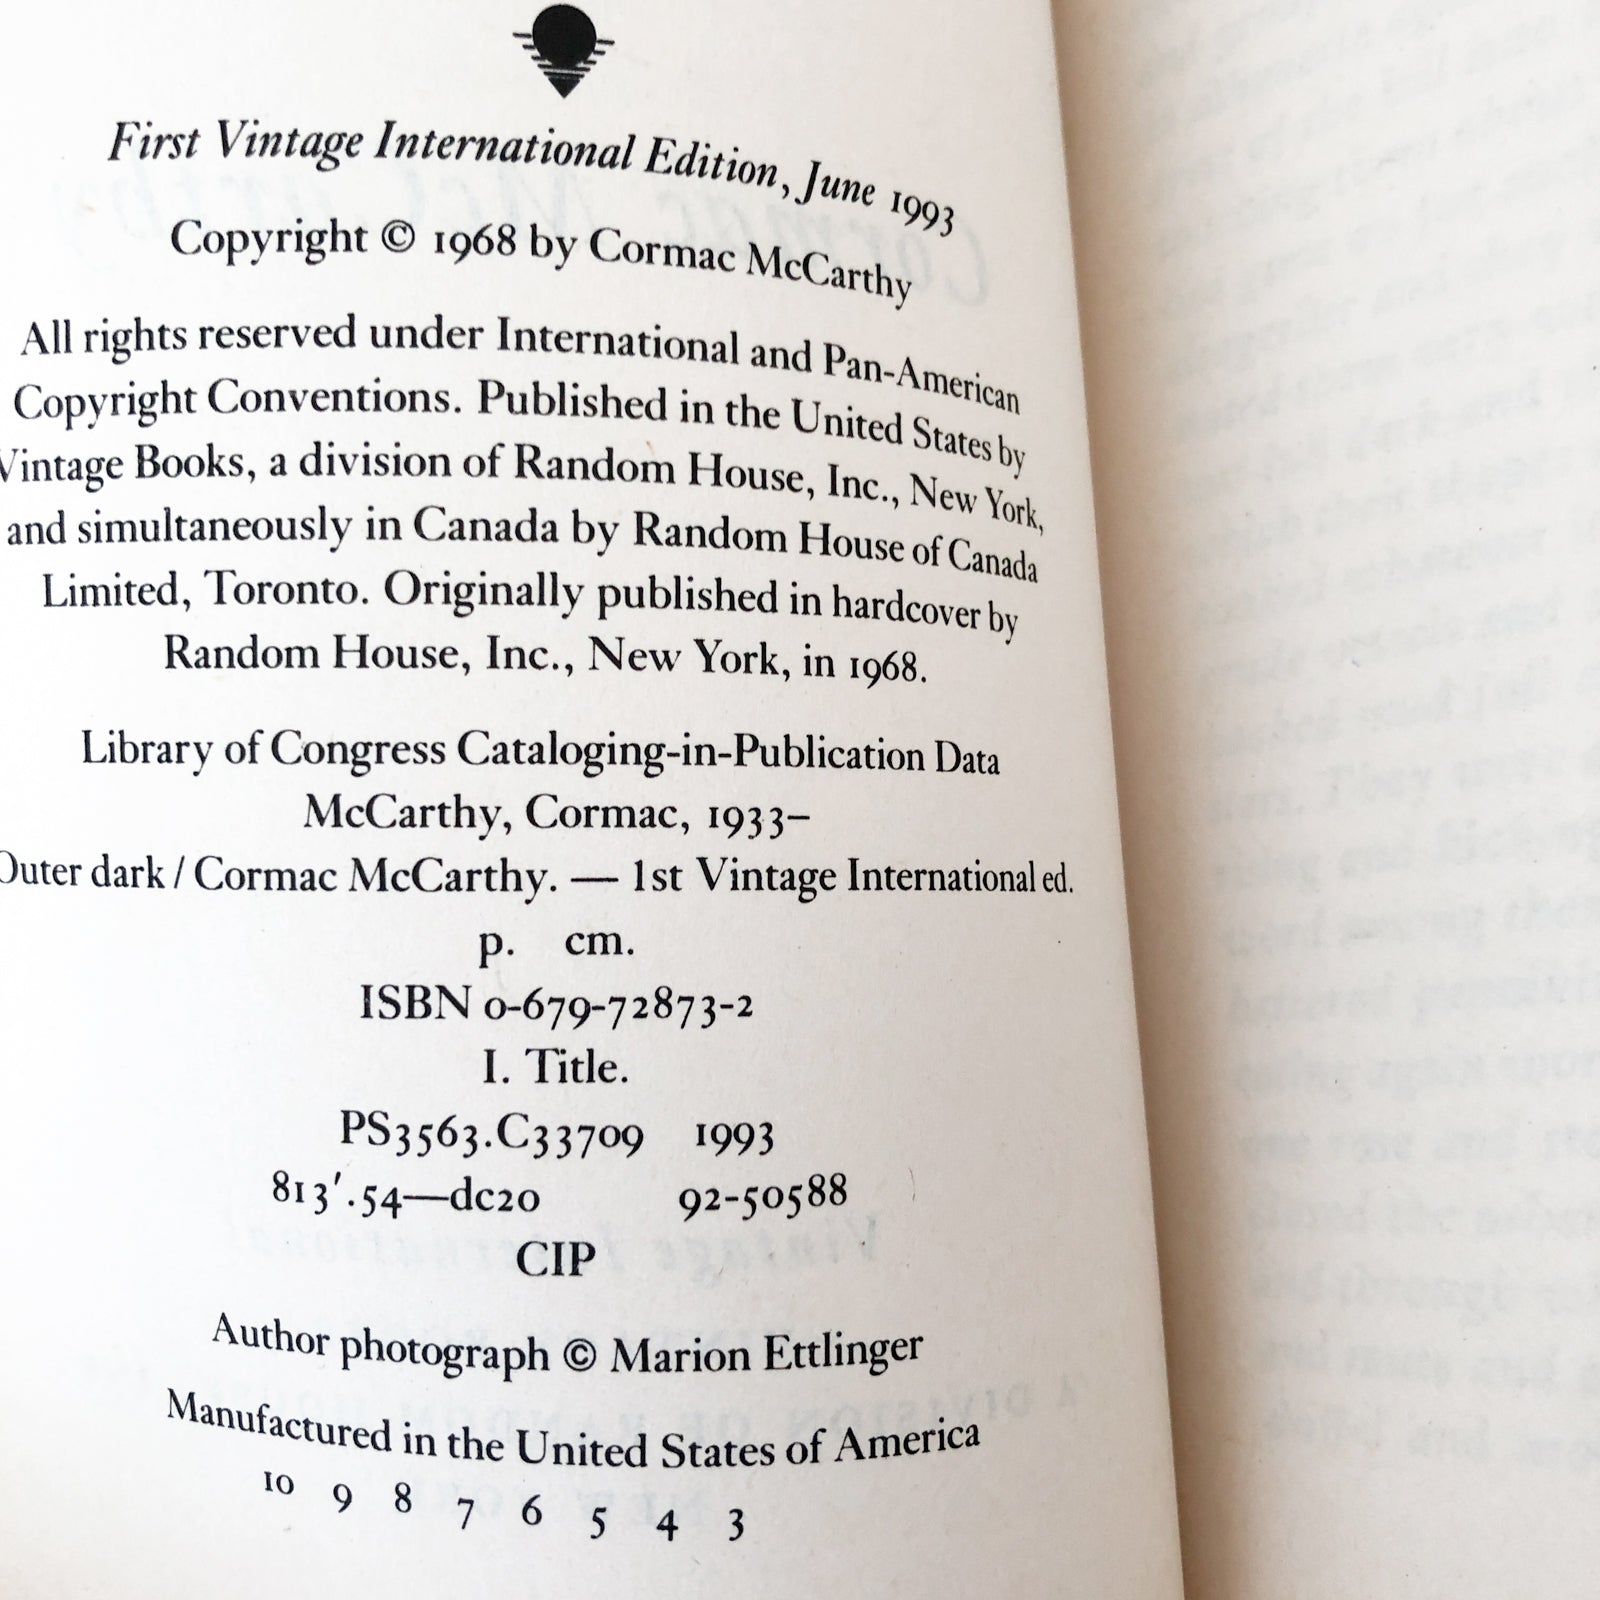 First Vintage International Edition, June 1993
Copyright © 1968 by Cormac McCarthy
All rights reserved under International and Pan-American
Copyright Conventions. Published in the United States by
Vintage Books, a division of Random House, Inc., New York,
and simultaneously in Canada by Random House of Canada
Limited, Toronto. Originally published in hardcover by
Random House, Inc., New York, in 1968.
Library of Congress Cataloging-in-Publication Data
McCarthy, Cormac, 1933–
Outer dark / Cormac McCarthy. — 1st Vintage International ed.
p. cm.
ISBN 0-679-72873-2
I. Title.
PS3563.C33709 1993
813'.54—dc20 92-50588
CIP
Author photograph © Marion Ettlinger
Manufactured in the United States of America
10 9 8 7 6 5 4 3